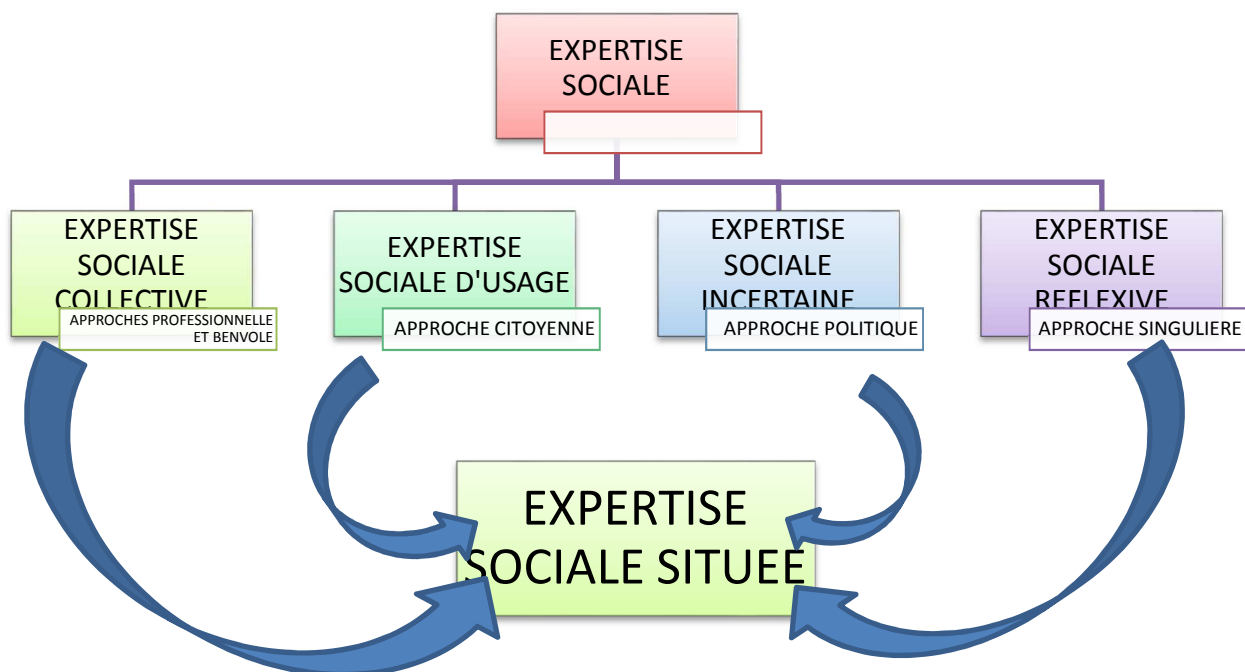 EXPERTISE
SOCIALE
EXPERTISE
SOCIALE
COLLECTIVE
APPROCHES PROFESSIONNELLE
ET BENVOLE
EXPERTISE
SOCIALE D'USAGE
APPROCHE CITOYENNE
EXPERTISE
SOCIALE
INCERTAINE
APPROCHE POLITIQUE
EXPERTISE
SOCIALE
REFLEXIVE
APPROCHE SINGULIERE
EXPERTISE
SOCIALE SITUEE